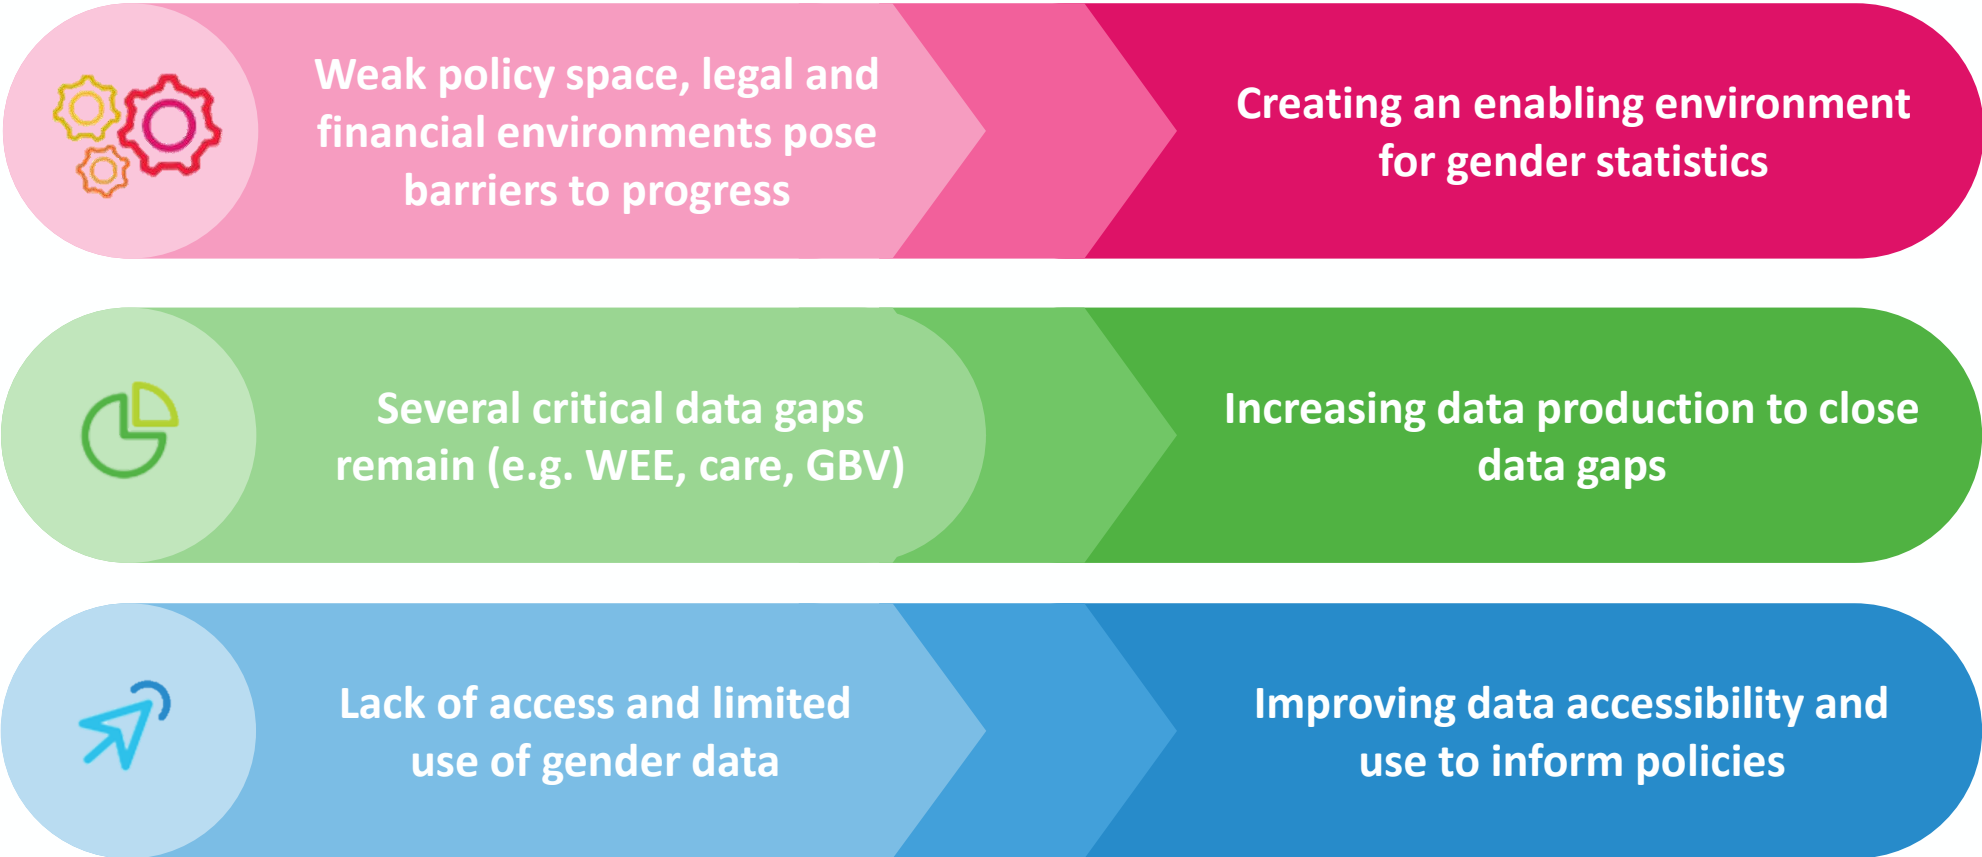 Weak policy space, legal and
financial environments pose
barriers to progress
Creating an enabling environment
for gender statistics
Several critical data gaps
remain (e.g. WEE, care, GBV)
Increasing data production to close
data gaps
Lack of access and limited
use of gender data
Improving data accessibility and
use to inform policies